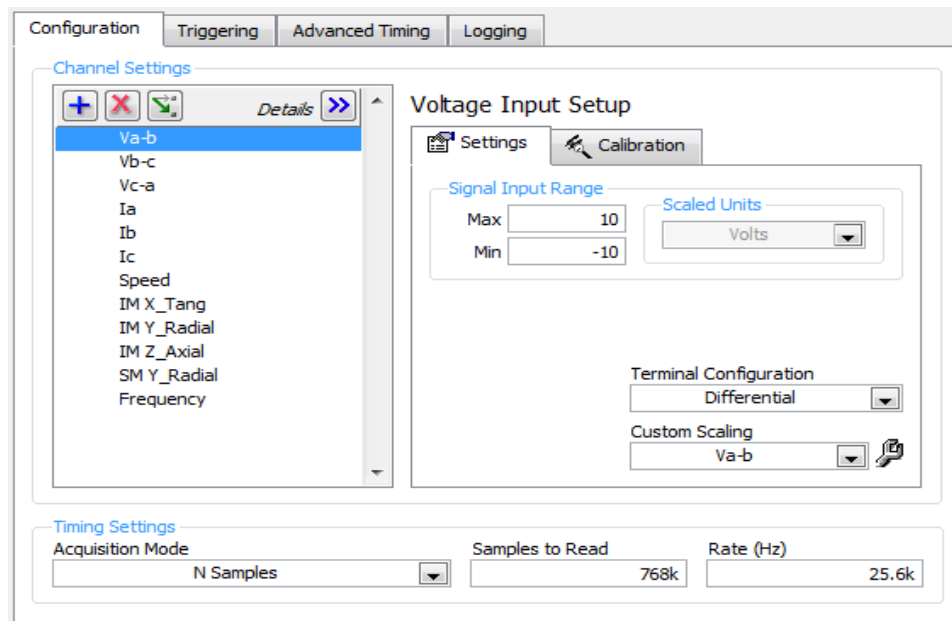 Configuration Triggering Advanced Timing Logging
Channel Settings
Details
Va-b
Vb-c
Vc-a
Ia
Ib
Ic
Speed
IM X_Tang
IM Y_Radial
IM Z_Axial
SM Y_Radial
Frequency
Voltage Input Setup
Settings Calibration
Signal Input Range
Max 10
Min -10
Scaled Units
Volts
Terminal Configuration
Differential
Custom Scaling
Va-b
Timing Settings
Acquisition Mode Samples to Read Rate (Hz)
N Samples 768k 25.6k